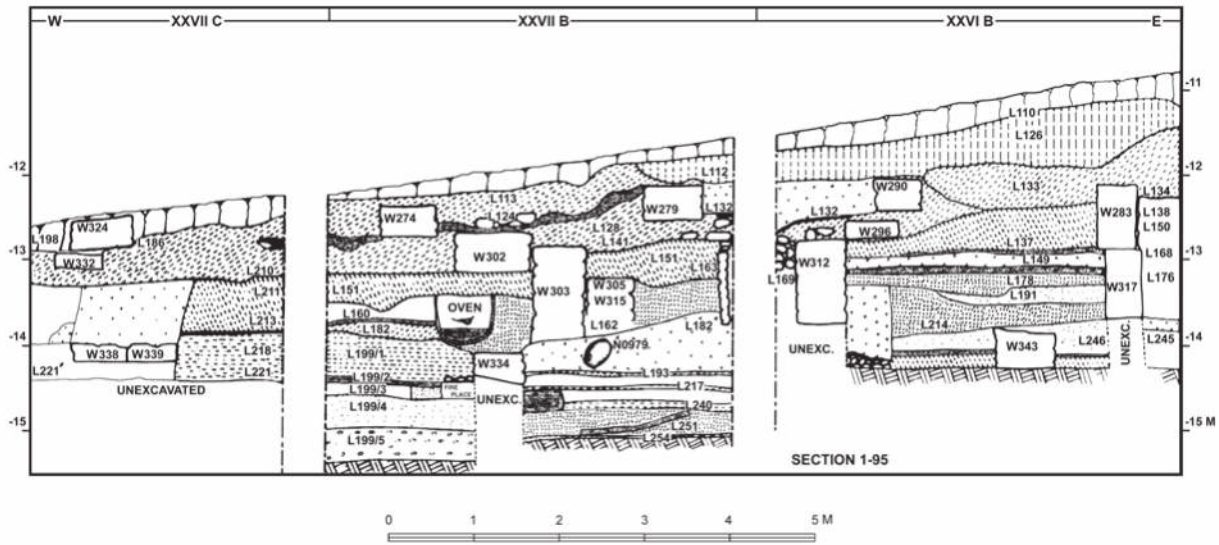 W XXVII C XXVII B XXVI B E
-11
L110
L126
-12 -12
L112 L133 L134
W290
L113
W274 L124 W279 L132 L132 W283 L138
W324 L128 W296 L150
L198 L186 L141 L137
-13 W332 W302 L151 L163 W312 L149 L168 -13
L210 W303 W305 L169 L178 L176
L211 L151 W315 L191 W317
OVEN
L213 L160 L162 L182 L214
-14 L182 UNEXC. W343 L246 UNEXC. L245 -14
W338 W339 L218 L199/1 W334 N0979
L221 L221 L199/2 L193
UNEXCAVATED L199/3 FIRE PLACE UNEXC. L217
L199/4 L240
-15 L251 -15 M
L199/5 L254
SECTION 1-95
0 1 2 3 4 5 M